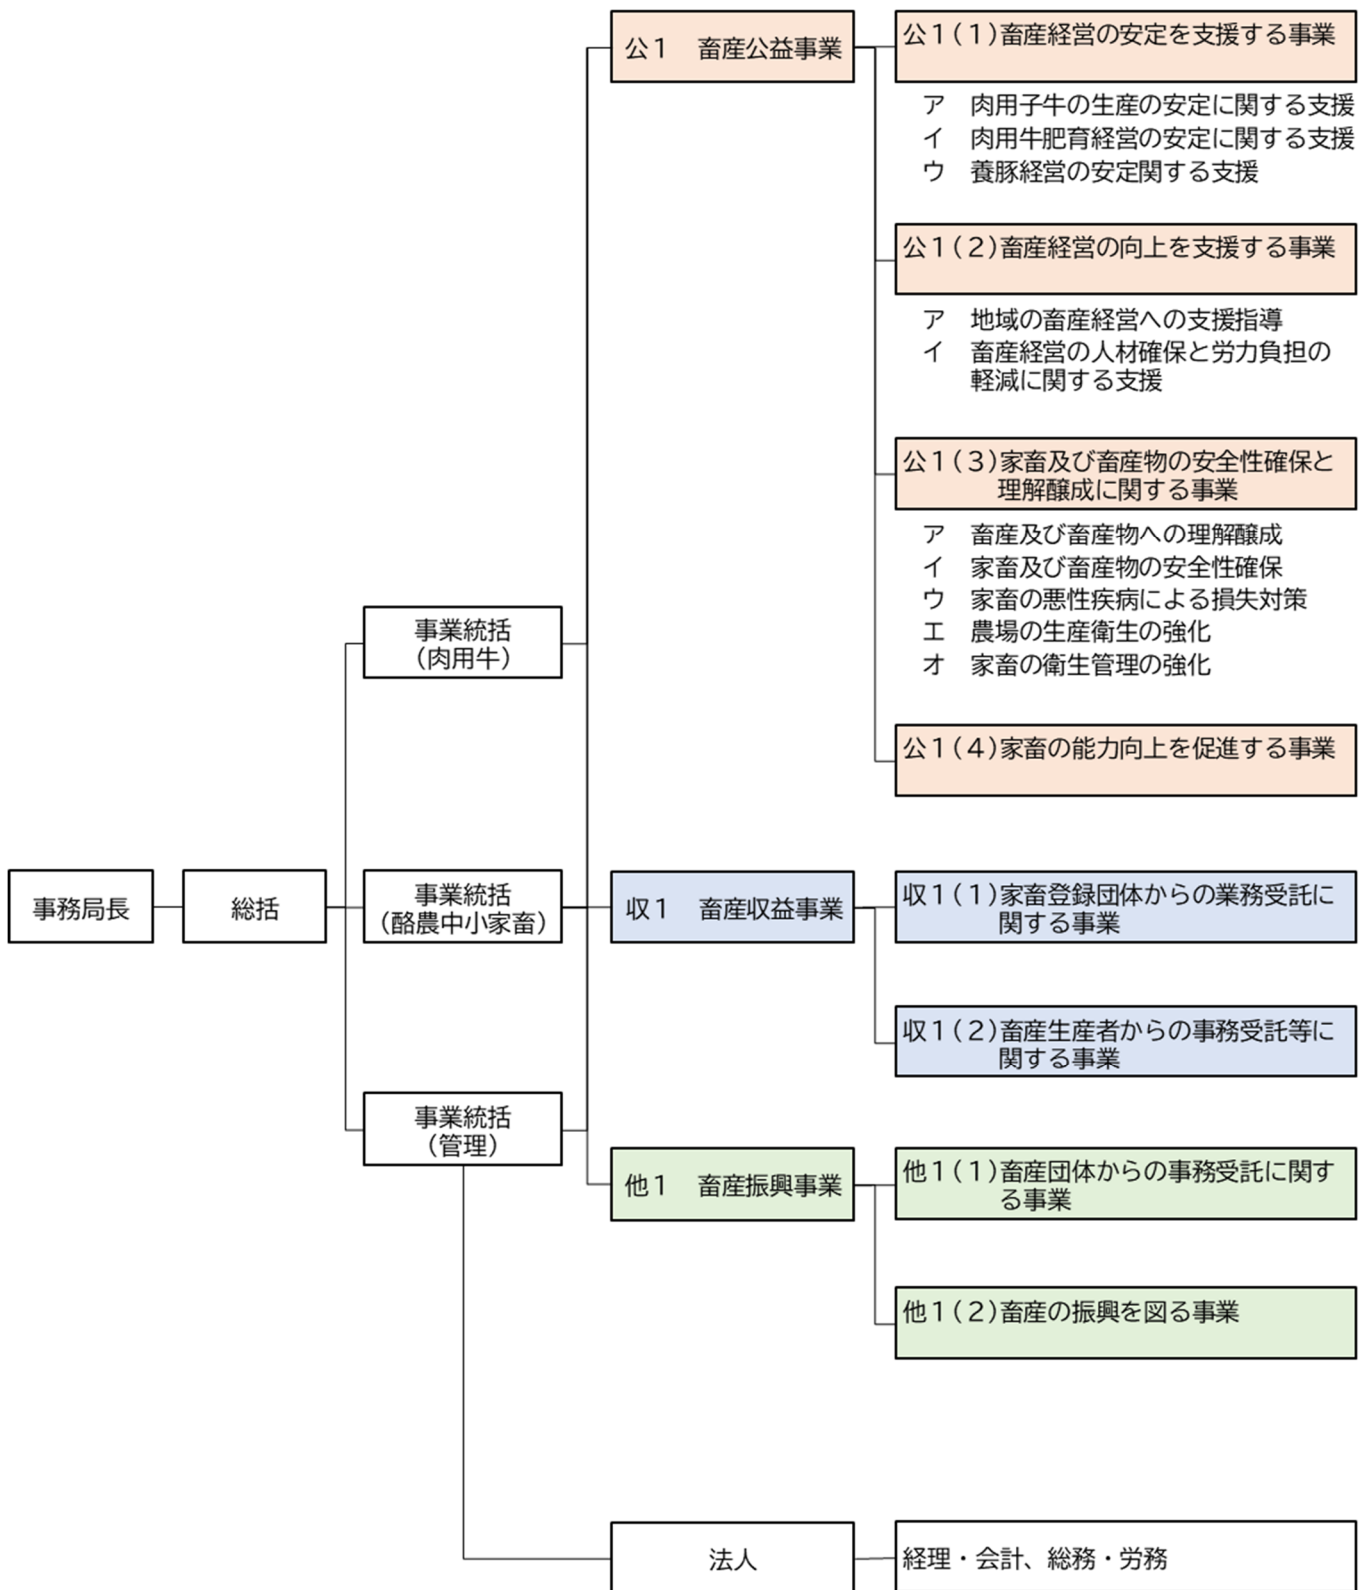 事務局長
総括
事業統括
（肉用牛）
事業統括
（酪農中小家畜）
事業統括
（管理）
公１　畜産公益事業
公１（１）畜産経営の安定を支援する事業
ア　肉用子牛の生産の安定に関する支援
イ　肉用牛肥育経営の安定に関する支援
ウ　養豚経営の安定関する支援
公１（２）畜産経営の向上を支援する事業
ア　地域の畜産経営への支援指導
イ　畜産経営の人材確保と労力負担の
軽減に関する支援
公１（３）家畜及び畜産物の安全性確保と
理解醸成に関する事業
ア　畜産及び畜産物への理解醸成
イ　家畜及び畜産物の安全性確保
ウ　家畜の悪性疾病による損失対策
エ　農場の生産衛生の強化
オ　家畜の衛生管理の強化
公１（４）家畜の能力向上を促進する事業
収１　畜産収益事業
収１（１）家畜登録団体からの業務受託に
関する事業
収１（２）畜産生産者からの事務受託等に
関する事業
他１　畜産振興事業
他１（１）畜産団体からの事務受託に関す
る事業
他１（２）畜産の振興を図る事業
法人
経理・会計、総務・労務